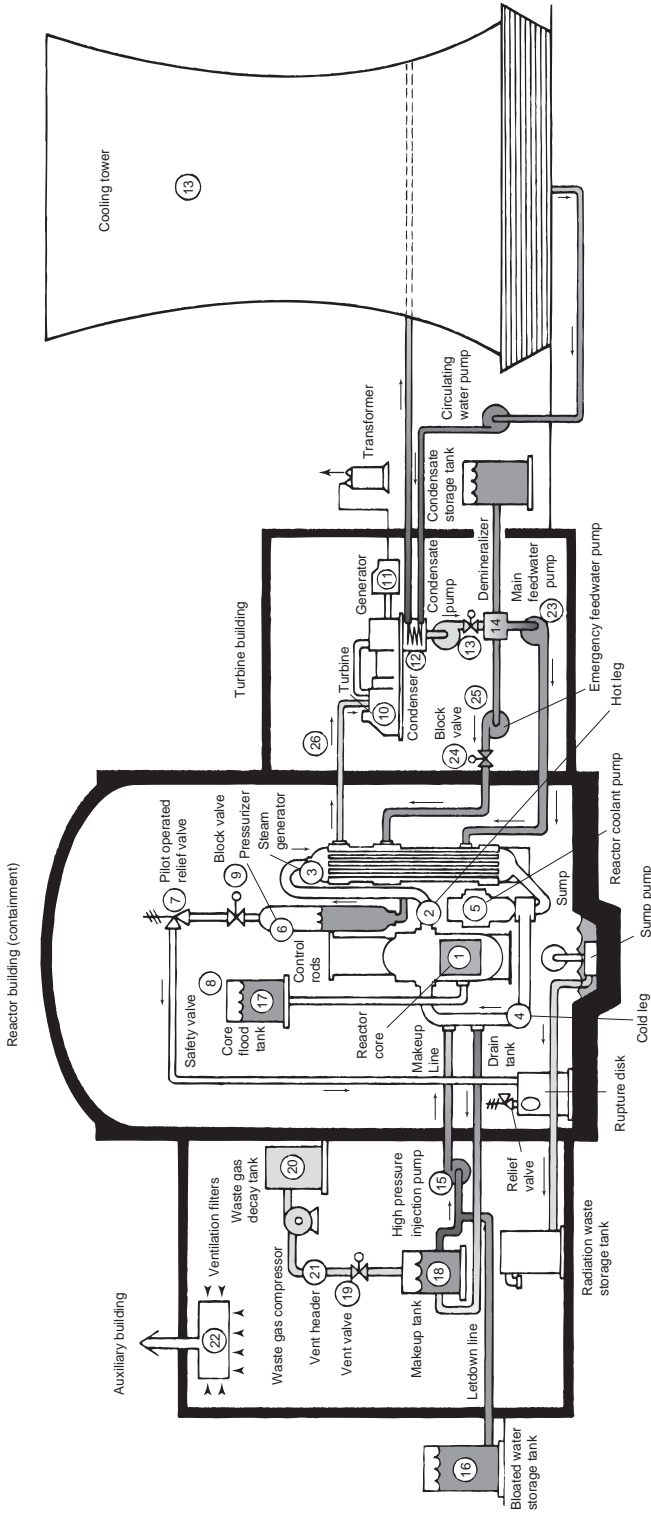 Reactor building (containment)
Auxiliary building
Ventilation filters
22
Waste gas
decay tank
20
Waste gas compressor
Vent header
21
Vent valve
19
High pressure
injection pump
15
Makeup tank
18
Letdown line
16
Bloated water
storage tank
Radiation waste
storage tank
Relief
valve
Rupture disk
Pilot operated
relief valve
7
Block valve
9
Pressurizer
6
Steam
generator
3
Safety valve
8
Core
flood
tank
17
Control
rods
Reactor
core
1
2
5
Makeup
Line
Drain
tank
4
Cold leg
Sump
Sump pump
Reactor coolant pump
Hot leg
Emergency feedwater pump
Turbine building
26
Turbine
10
Generator
11
Transformer
Condenser
12
Condensate
pump
13
Block
valve
24
25
Demineralizer
14
Main
feedwater
pump
23
Condensate
storage tank
Circulating
water pump
Cooling tower
13